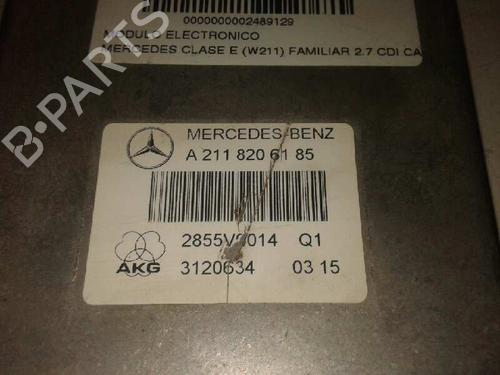 0000000002489129
MODULO ELECTRONICO
MERCEDES CLASE E (W211) FAMILIAR 2.7 CDI CA
MERCEDES-BENZ
A 211 820 61 85
2855V3014 Q1
AKG 3120634 03 15
B-PARTS